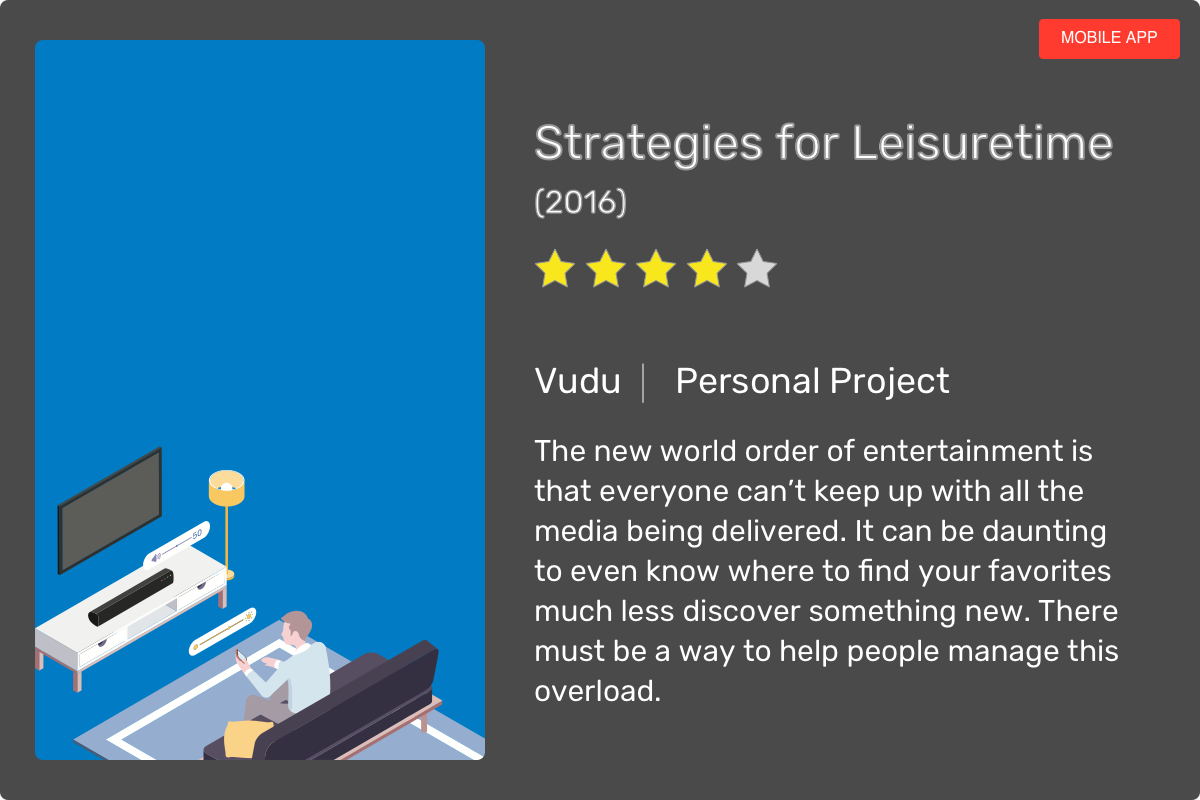 MOBILE APP
Strategies for Leisuretime
(2016)
Vudu | Personal Project
The new world order of entertainment is
that everyone can’t keep up with all the
media being delivered. It can be daunting
to even know where to find your favorites
much less discover something new. There
must be a way to help people manage this
overload.
50